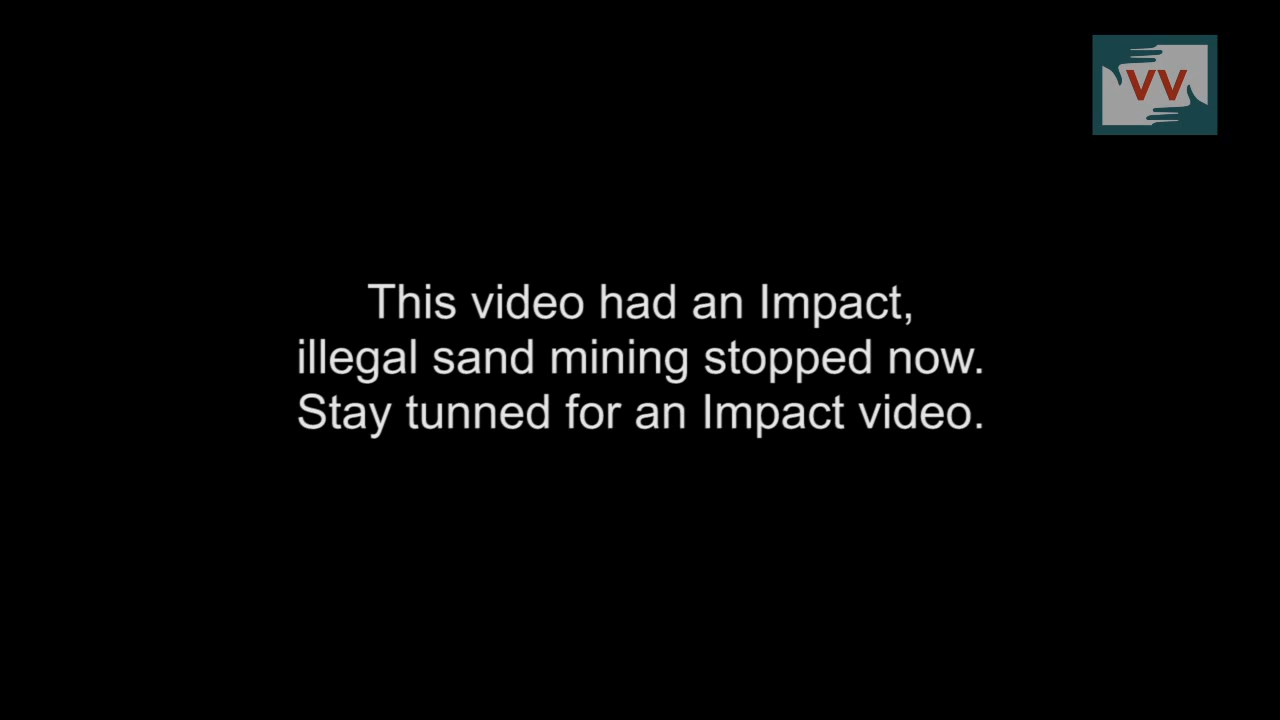 VV
This video had an Impact,
illegal sand mining stopped now.
Stay tunned for an Impact video.